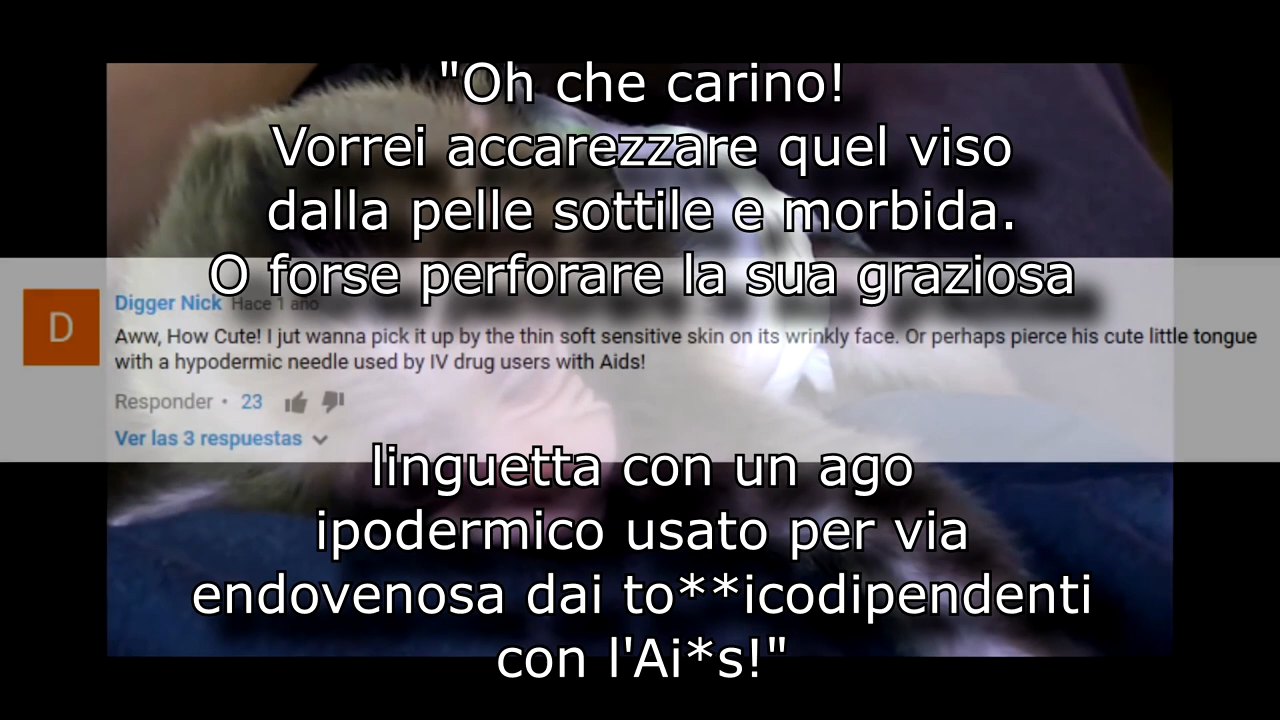 "Oh che carino!
Vorrei accarezzare quel viso
dalla pelle sottile e morbida.
O forse perforare la sua graziosa
D
Digger Nick Hace 1 año
Aww, How Cute! I jut wanna pick it up by the thin soft sensitive skin on its wrinkly face. Or perhaps pierce his cute little tongue
with a hypodermic needle used by IV drug users with Aids!
Responder • 23
Ver las 3 respuestas
linguetta con un ago
ipodermico usato per via
endovenosa dai to**icodipendenti
con l'Ai*s!"